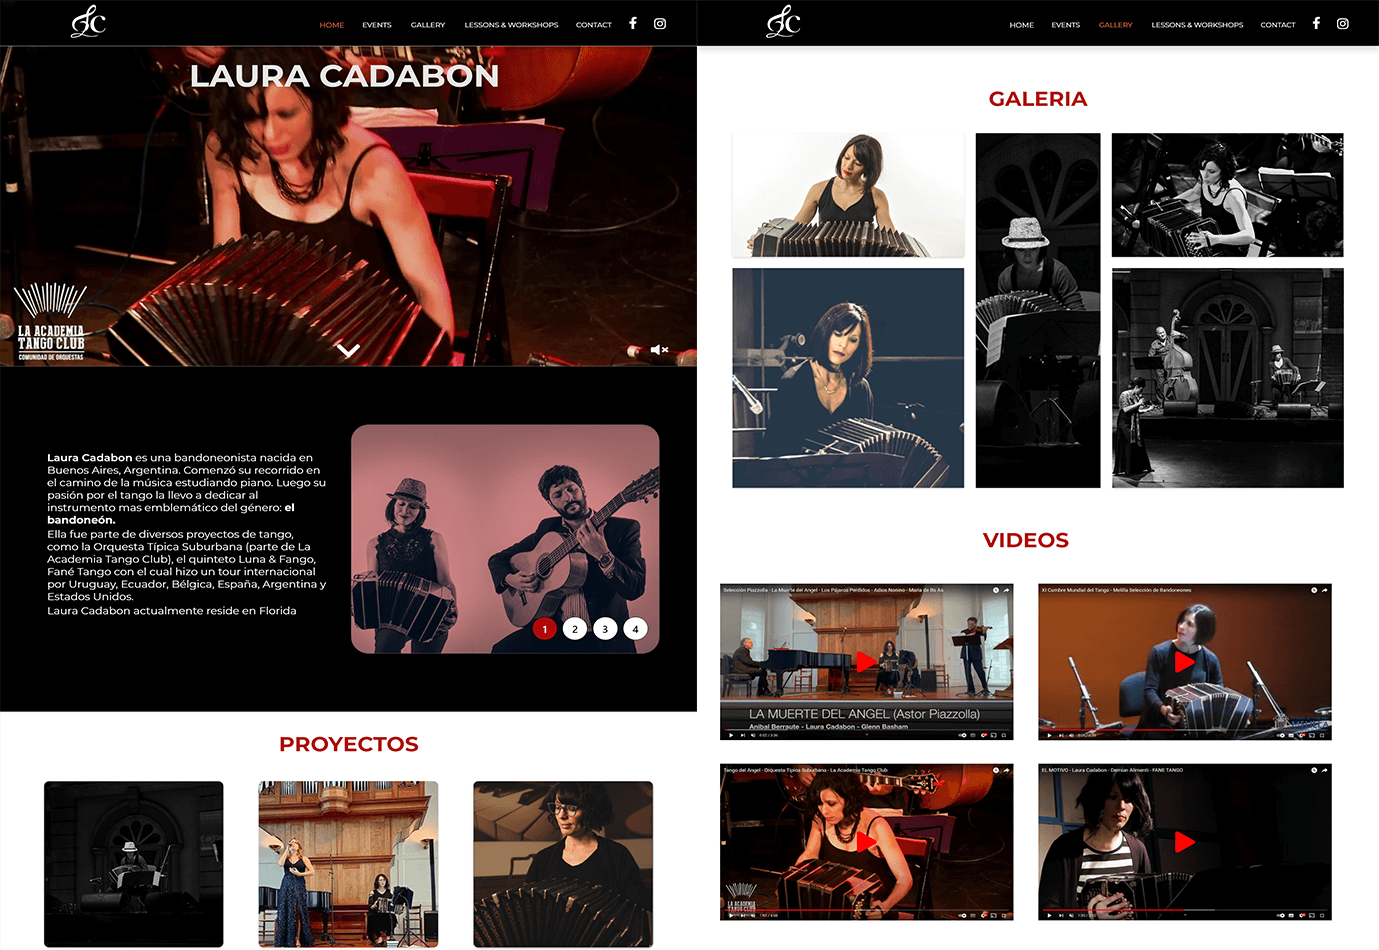 HOME EVENTS GALLERY LESSONS & WORKSHOPS CONTACT
LAURA CADABON
LA ACADEMIA
TANGO CLUB
COMUNIDAD DE ORQUESTAS
Laura Cadabon es una bandoneonista nacida en
Buenos Aires, Argentina. Comenzó su recorrido en
el camino de la música estudiando piano. Luego su
pasión por el tango la llevo a dedicar al
instrumento mas emblemático del género: el
bandoneón.
Ella fue parte de diversos proyectos de tango,
como la Orquesta Típica Suburbana (parte de La
Academia Tango Club), el quinteto Luna & Fango,
Fané Tango con el cual hizo un tour internacional
por Uruguay, Ecuador, Bélgica, España, Argentina y
Estados Unidos.
Laura Cadabon actualmente reside en Florida
1 2 3 4
PROYECTOS
HOME EVENTS GALLERY LESSONS & WORKSHOPS CONTACT
GALERIA
VIDEOS
Selección Piazzolla - La Muerte del Angel - Los Pájaros Perdidos - Adios Nonino - Maria de Bs As
LA MUERTE DEL ANGEL (Astor Piazzolla)
Anibal Berraute - Laura Cadabon - Glenn Basham
XI Cumbre Mundial del Tango - Melilla Selección de Bandoneones
Tango del Angel - Orquesta Tipica Suburbana - La Academia Tango Club
LA ACADEMIA
TANGO CLUB
EL MOTIVO - Laura Cadabon - Demian Alimenti - FANE TANGO